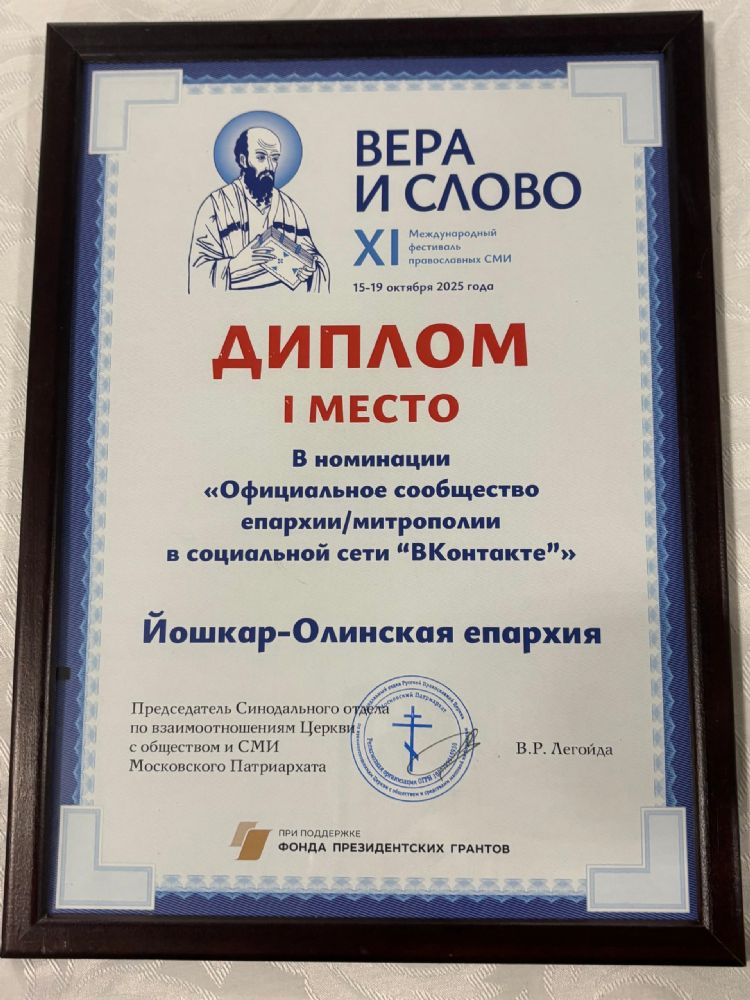 ВЕРА
И СЛОВО
XI Международный
фестиваль
православных СМИ
15-19 октября 2025 года
ДИПЛОМ
I МЕСТО
В номинации
«Официальное сообщество
епархии/митрополии
в социальной сети “ВКонтакте”»
Йошкар-Олинская епархия
Председатель Синодального отдела
по взаимоотношениям Церкви
с обществом и СМИ
Московского Патриархата
Московский Патриархат
В.Р. Легойда
ПРИ ПОДДЕРЖКЕ
ФОНДА ПРЕЗИДЕНТСКИХ ГРАНТОВ